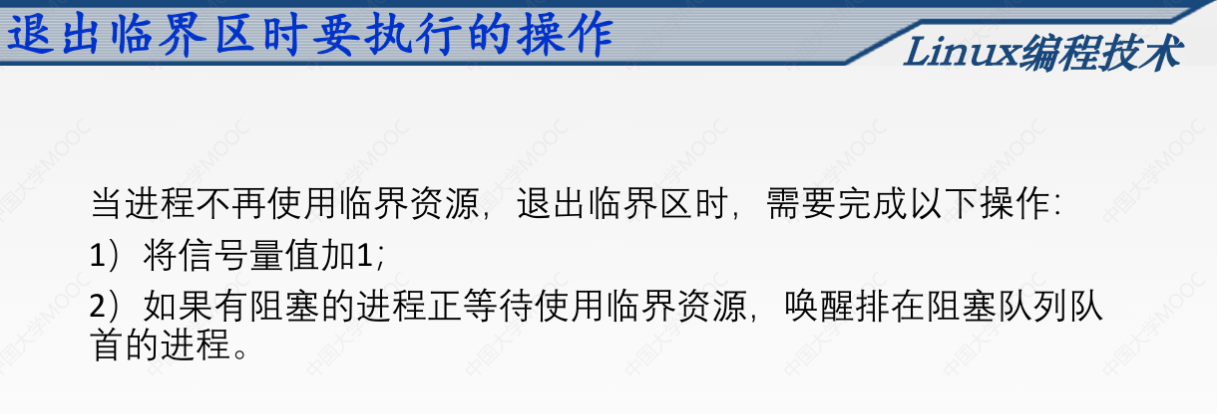 退出临界区时要执行的操作
Linux编程技术
当进程不再使用临界资源，退出临界区时，需要完成以下操作：
1）将信号量值加1；
2）如果有阻塞的进程正等待使用临界资源，唤醒排在阻塞队列队
首的进程。
中国大学MOOC